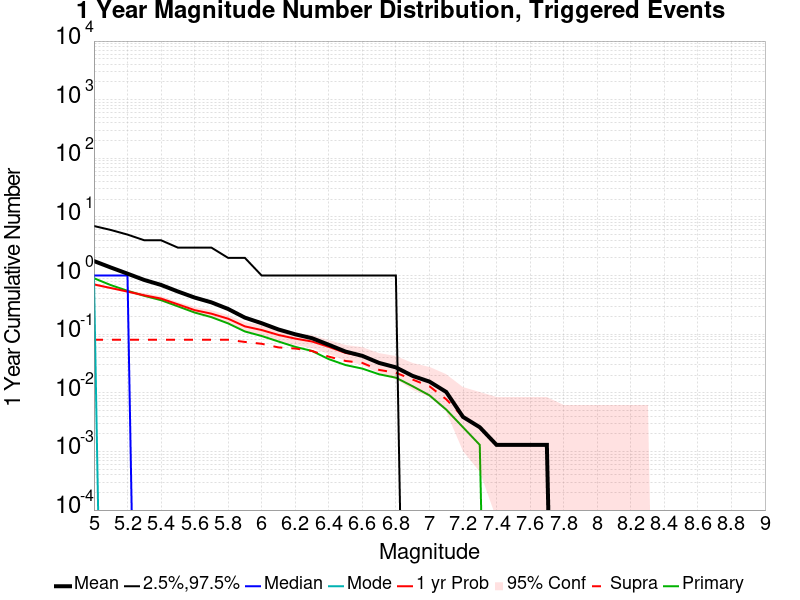 1 Year Magnitude Number Distribution, Triggered Events
1 Year Cumulative Number
10^4
10^3
10^2
10^1
10^0
10^-1
10^-2
10^-3
10^-4
5 5.2 5.4 5.6 5.8 6 6.2 6.4 6.6 6.8 7 7.2 7.4 7.6 7.8 8 8.2 8.4 8.6 8.8 9
Magnitude
Mean 2.5%,97.5% Median Mode 1 yr Prob 95% Conf Supra Primary